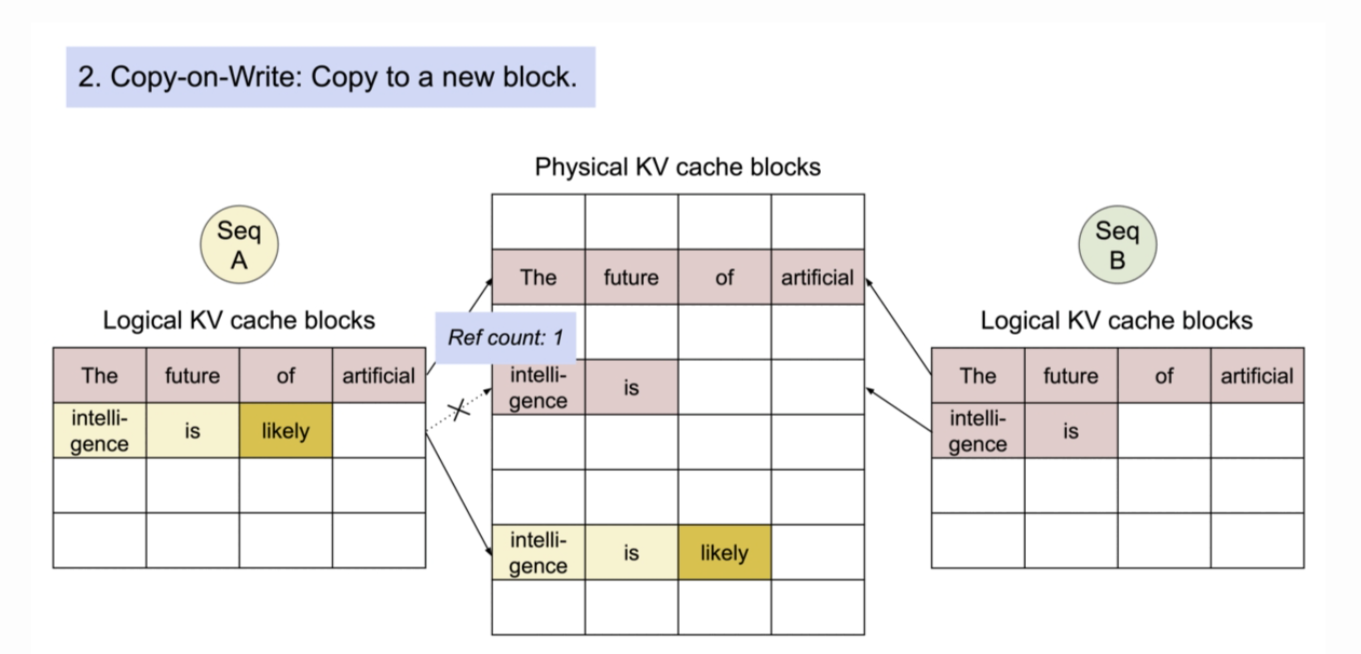 2. Copy-on-Write: Copy to a new block.
Physical KV cache blocks
Seq
A
Logical KV cache blocks
The future of artificial
intelli-
gence is likely
The future of artificial
Ref count: 1
intelli-
gence is
intelli-
gence is likely
Seq
B
Logical KV cache blocks
The future of artificial
intelli-
gence is